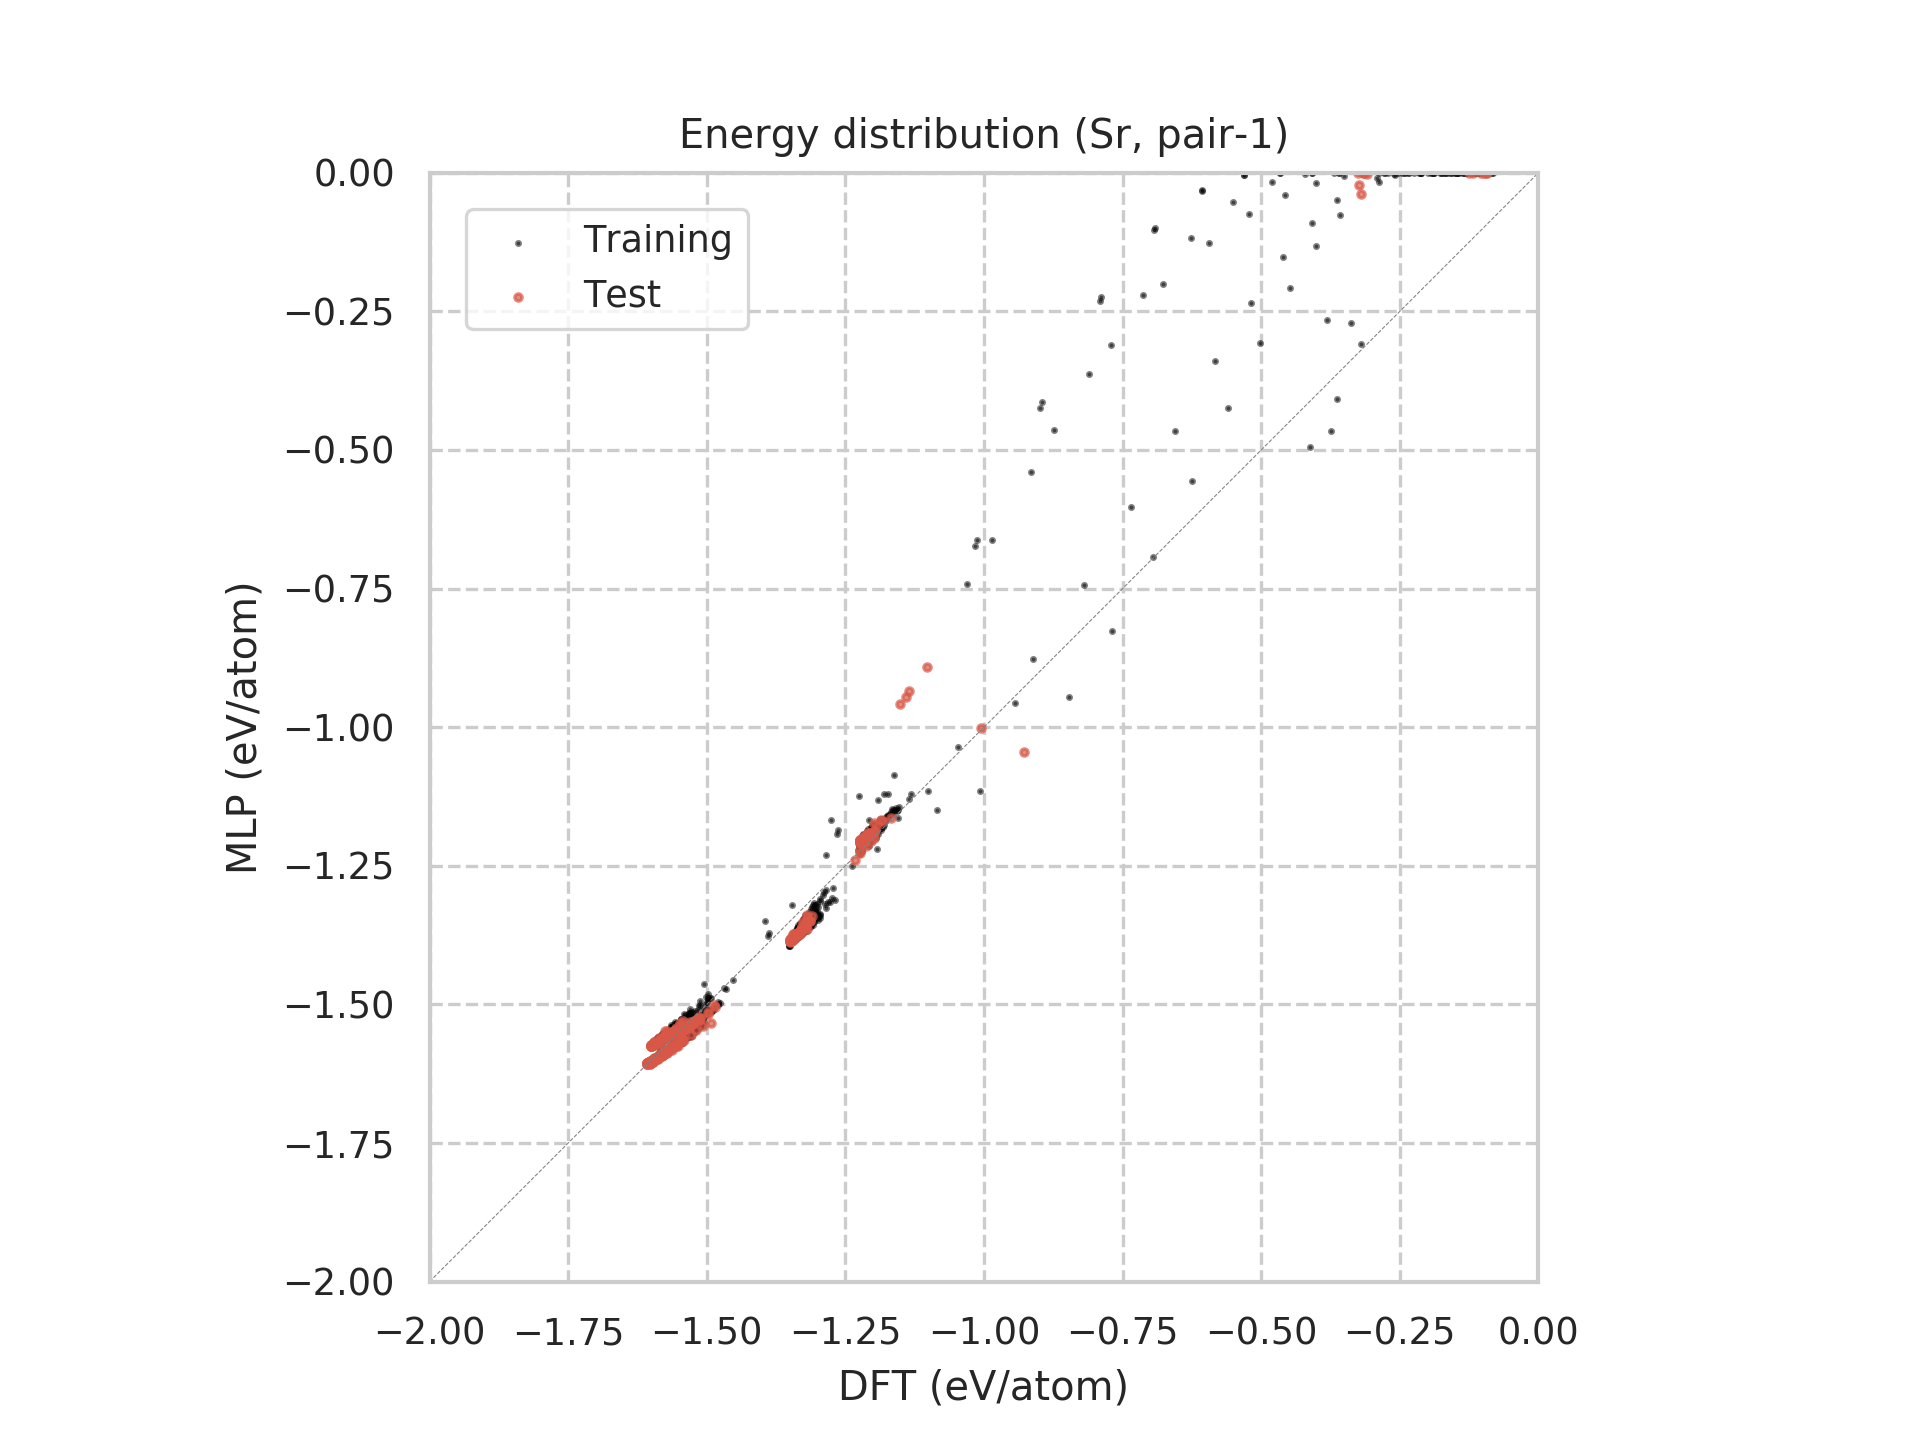 Energy distribution (Sr, pair-1)
0.00
−0.25
−0.50
−0.75
−1.00
−1.25
−1.50
−1.75
−2.00
MLP (eV/atom)
Training
Test
−2.00 −1.75 −1.50 −1.25 −1.00 −0.75 −0.50 −0.25 0.00
DFT (eV/atom)